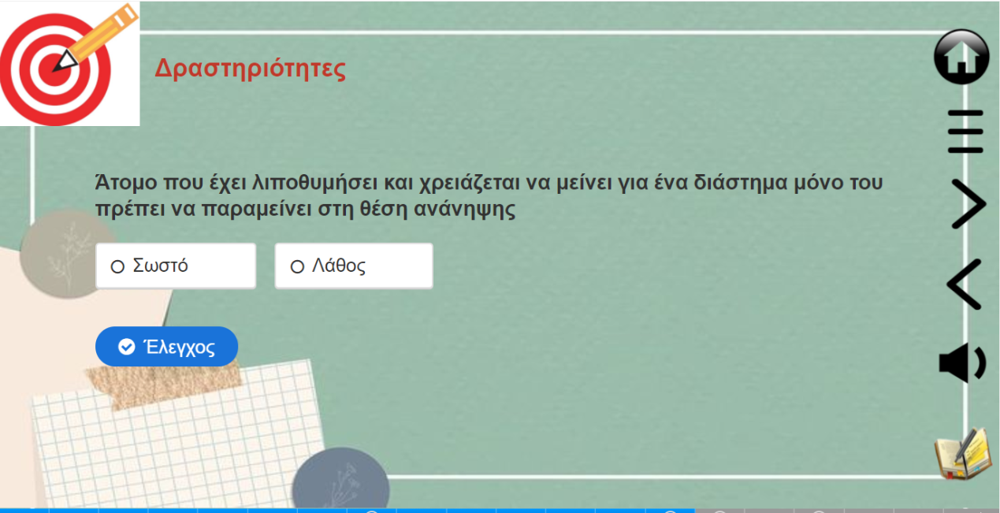 Δραστηριότητες
Άτομο που έχει λιποθυμήσει και χρειάζεται να μείνει για ένα διάστημα μόνο του
πρέπει να παραμείνει στη θέση ανάνηψης
Σωστό
Λάθος
Έλεγχος